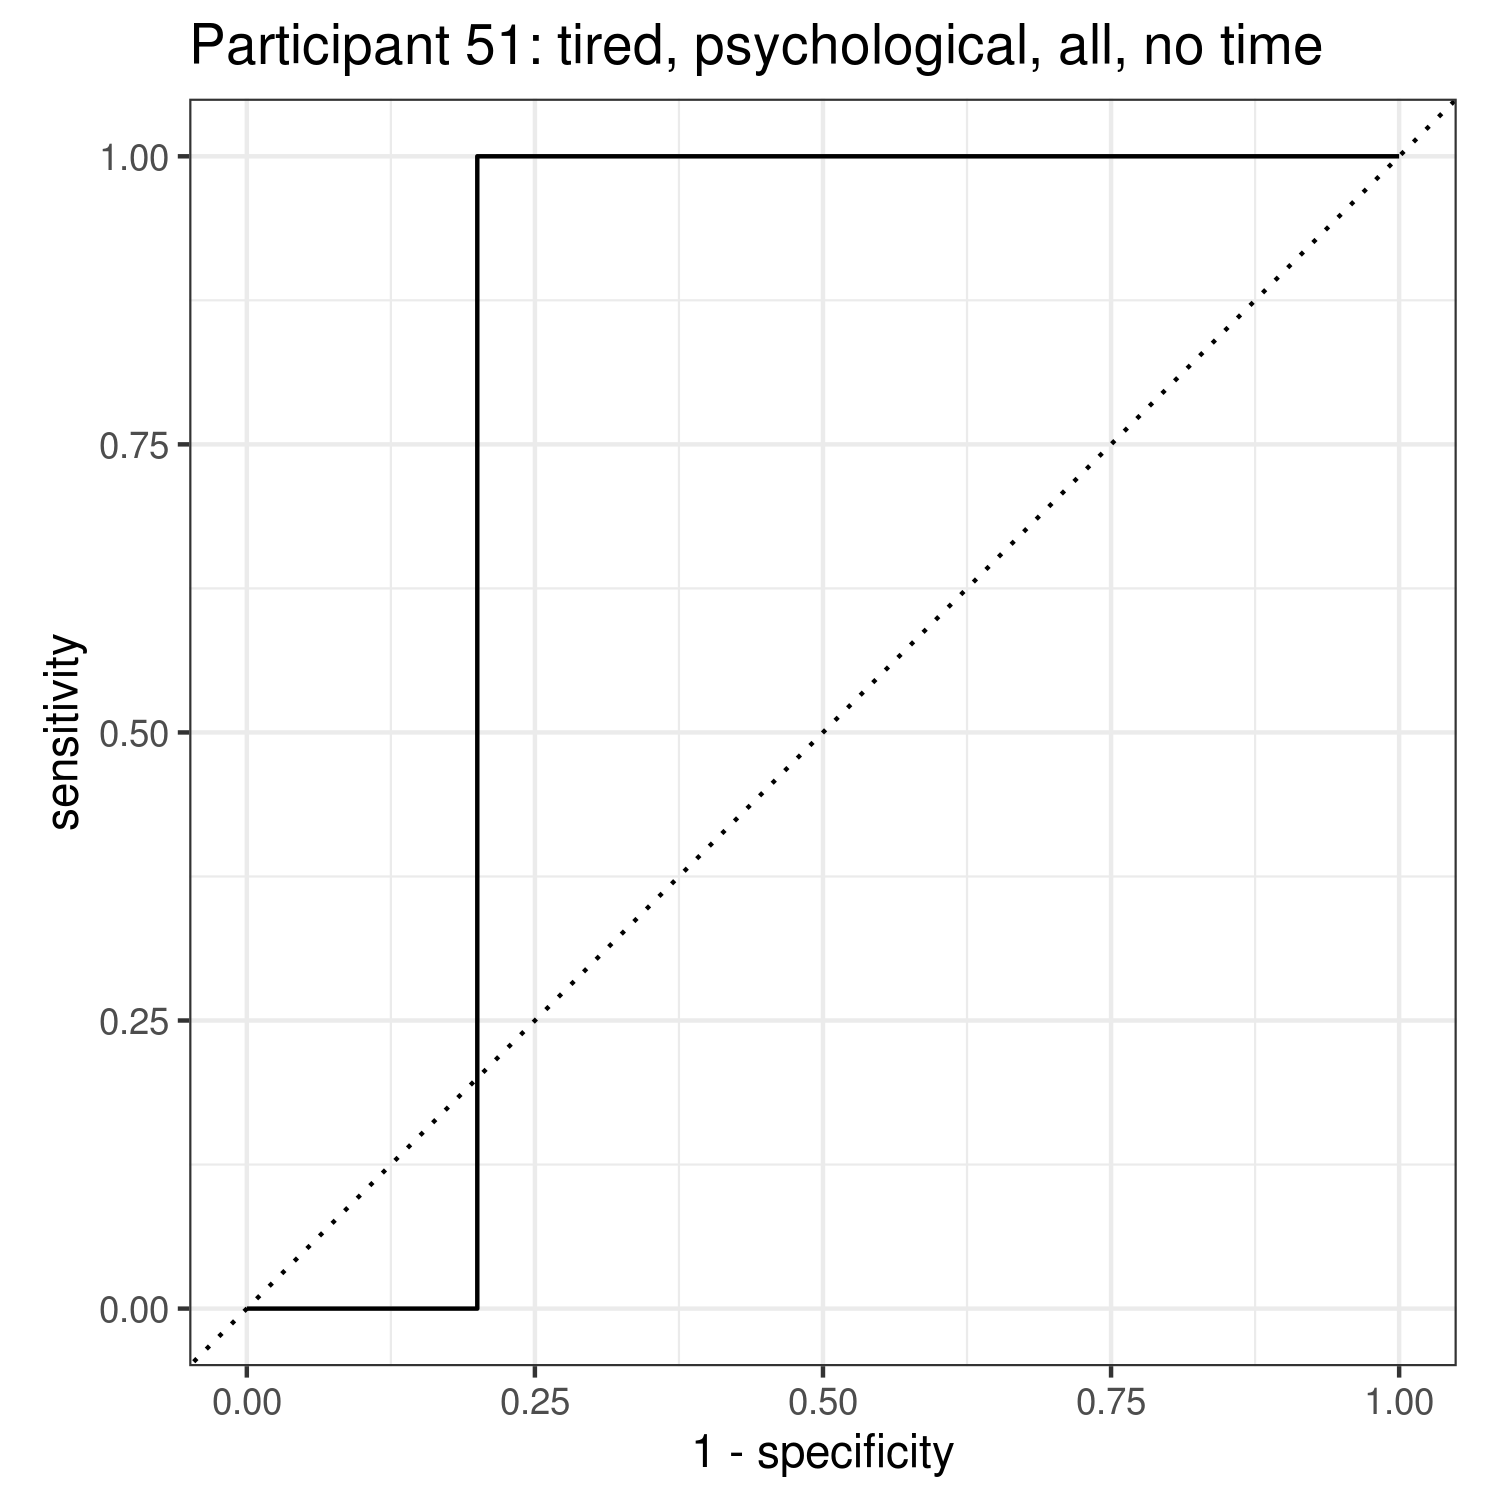 Participant 51: tired, psychological, all, no time
1.00
0.75
0.50
0.25
0.00
sensitivity
0.00 0.25 0.50 0.75 1.00
1 - specificity